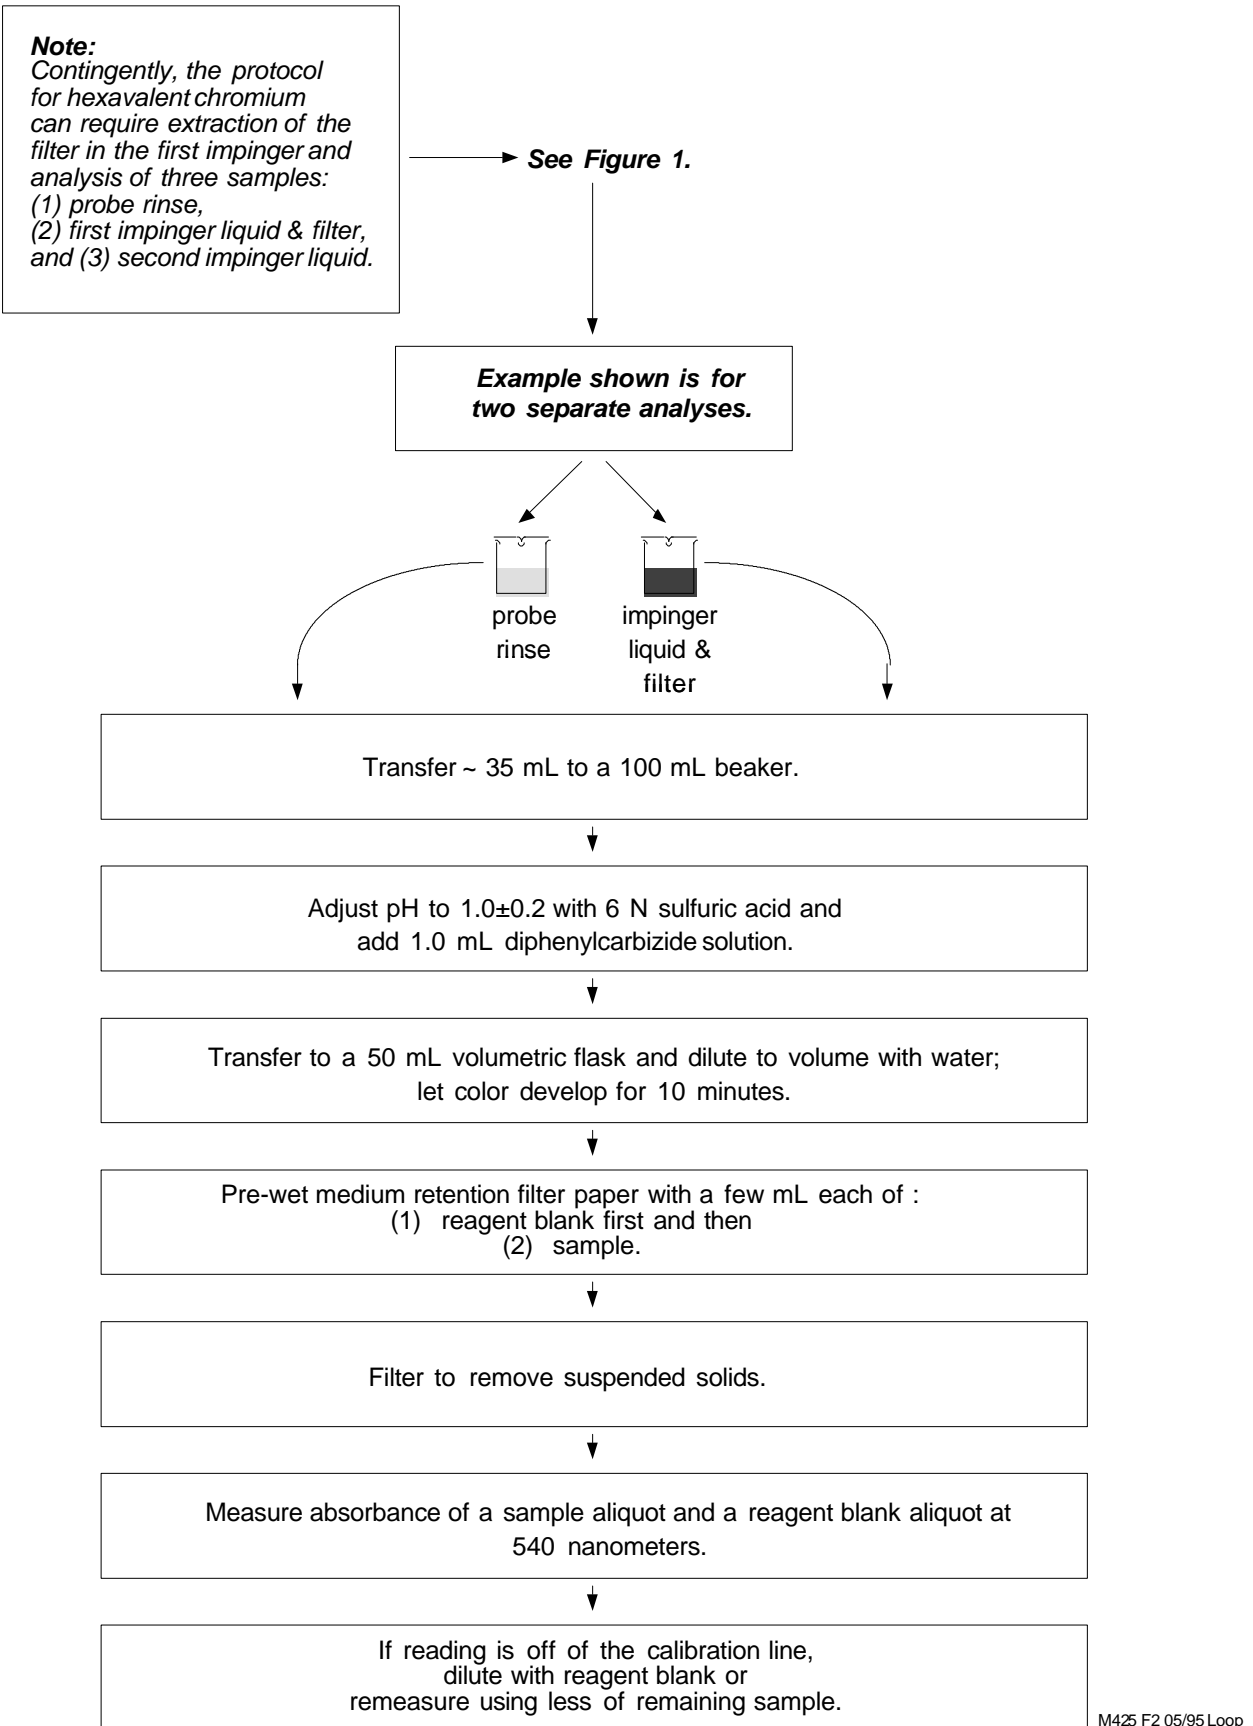 Note:
Contingently, the protocol
for hexavalent chromium
can require extraction of the
filter in the first impinger and
analysis of three samples:
(1) probe rinse,
(2) first impinger liquid & filter,
and (3) second impinger liquid.
See Figure 1.
Example shown is for
two separate analyses.
probe
rinse
impinger
liquid &
filter
Transfer ~ 35 mL to a 100 mL beaker.
Adjust pH to 1.0±0.2 with 6 N sulfuric acid and
add 1.0 mL diphenylcarbizide solution.
Transfer to a 50 mL volumetric flask and dilute to volume with water;
let color develop for 10 minutes.
Pre-wet medium retention filter paper with a few mL each of :
(1) reagent blank first and then
(2) sample.
Filter to remove suspended solids.
Measure absorbance of a sample aliquot and a reagent blank aliquot at
540 nanometers.
If reading is off of the calibration line,
dilute with reagent blank or
remeasure using less of remaining sample.
M425 F2 05/95 Loop